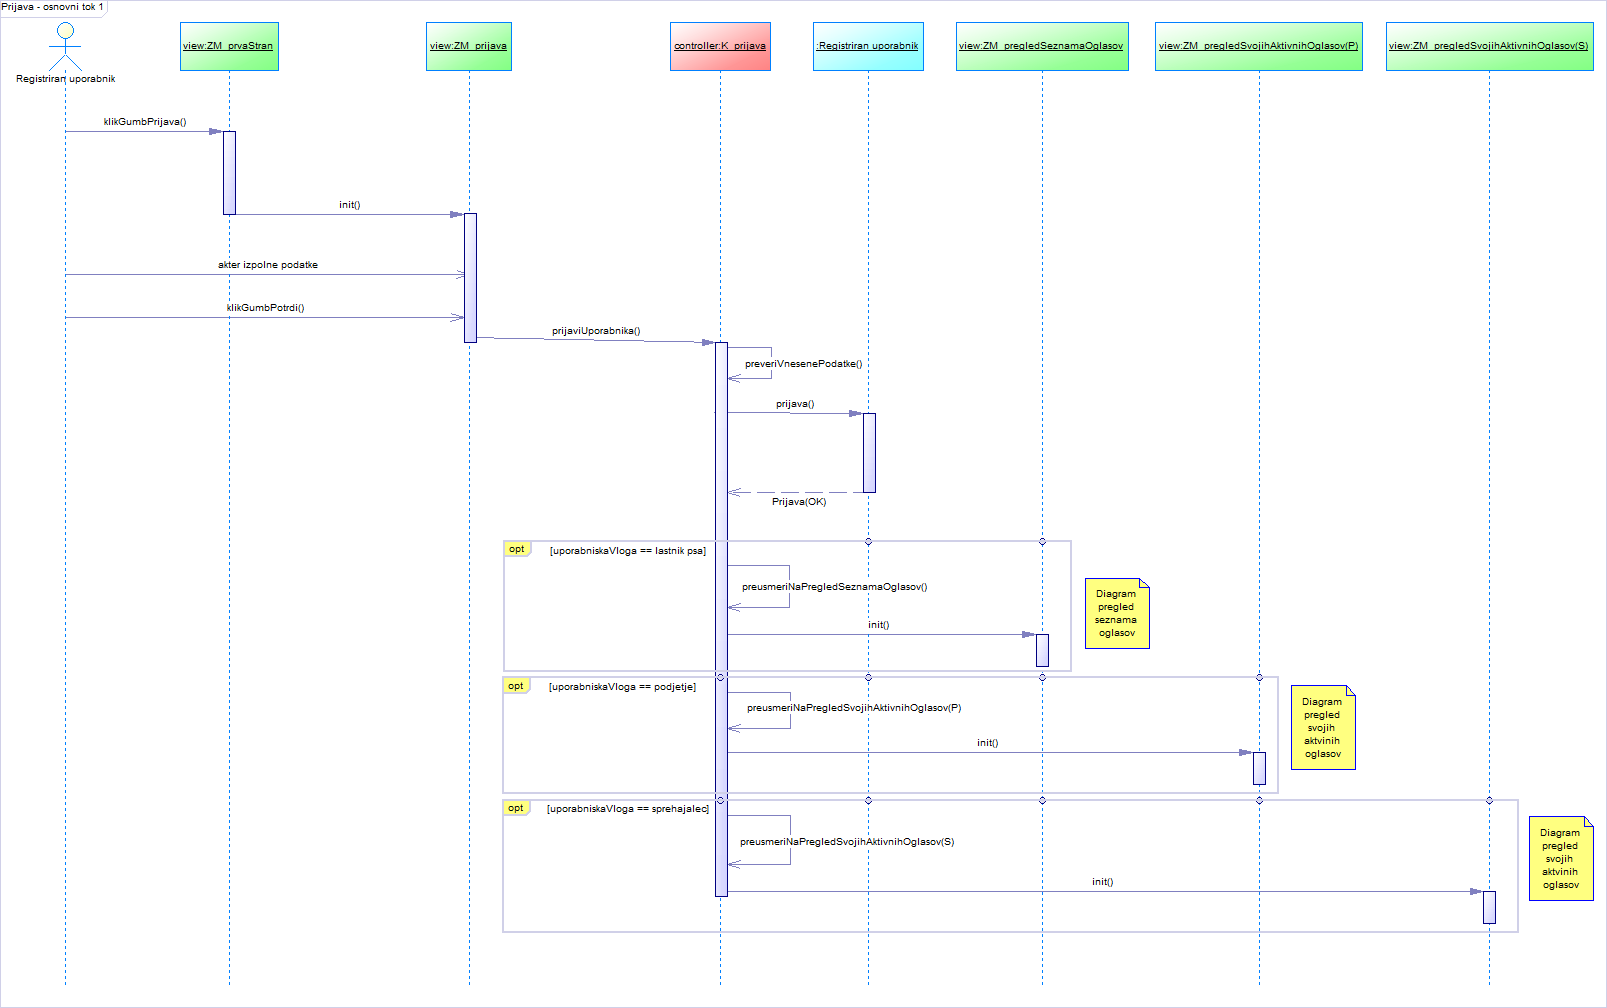 Prijava - osnovni tok 1
Registriran uporabnik
view:ZM_prvaStran
view:ZM_prijava
controller:K_prijava
:Registriran uporabnik
view:ZM_pregledSeznamaOglasov
view:ZM_pregledSvojihAktivnihOglasov(P)
view:ZM_pregledSvojihAktivnihOglasov(S)
klikGumbPrijava()
init()
akter izpolne podatke
klikGumbPotrdi()
prijaviUporabnika()
preveriVnesenePodatke()
prijava()
Prijava(OK)
opt
[uporabniskaVloga == lastnik psa]
preusmeriNaPregledSeznamaOglasov()
init()
Diagram
pregled
seznama
oglasov
opt
[uporabniskaVloga == podjetje]
preusmeriNaPregledSvojihAktivnihOglasov(P)
init()
Diagram
pregled
svojih
aktvinih
oglasov
opt
[uporabniskaVloga == sprehajalec]
preusmeriNaPregledSvojihAktivnihOglasov(S)
init()
Diagram
pregled
svojih
aktvinih
oglasov